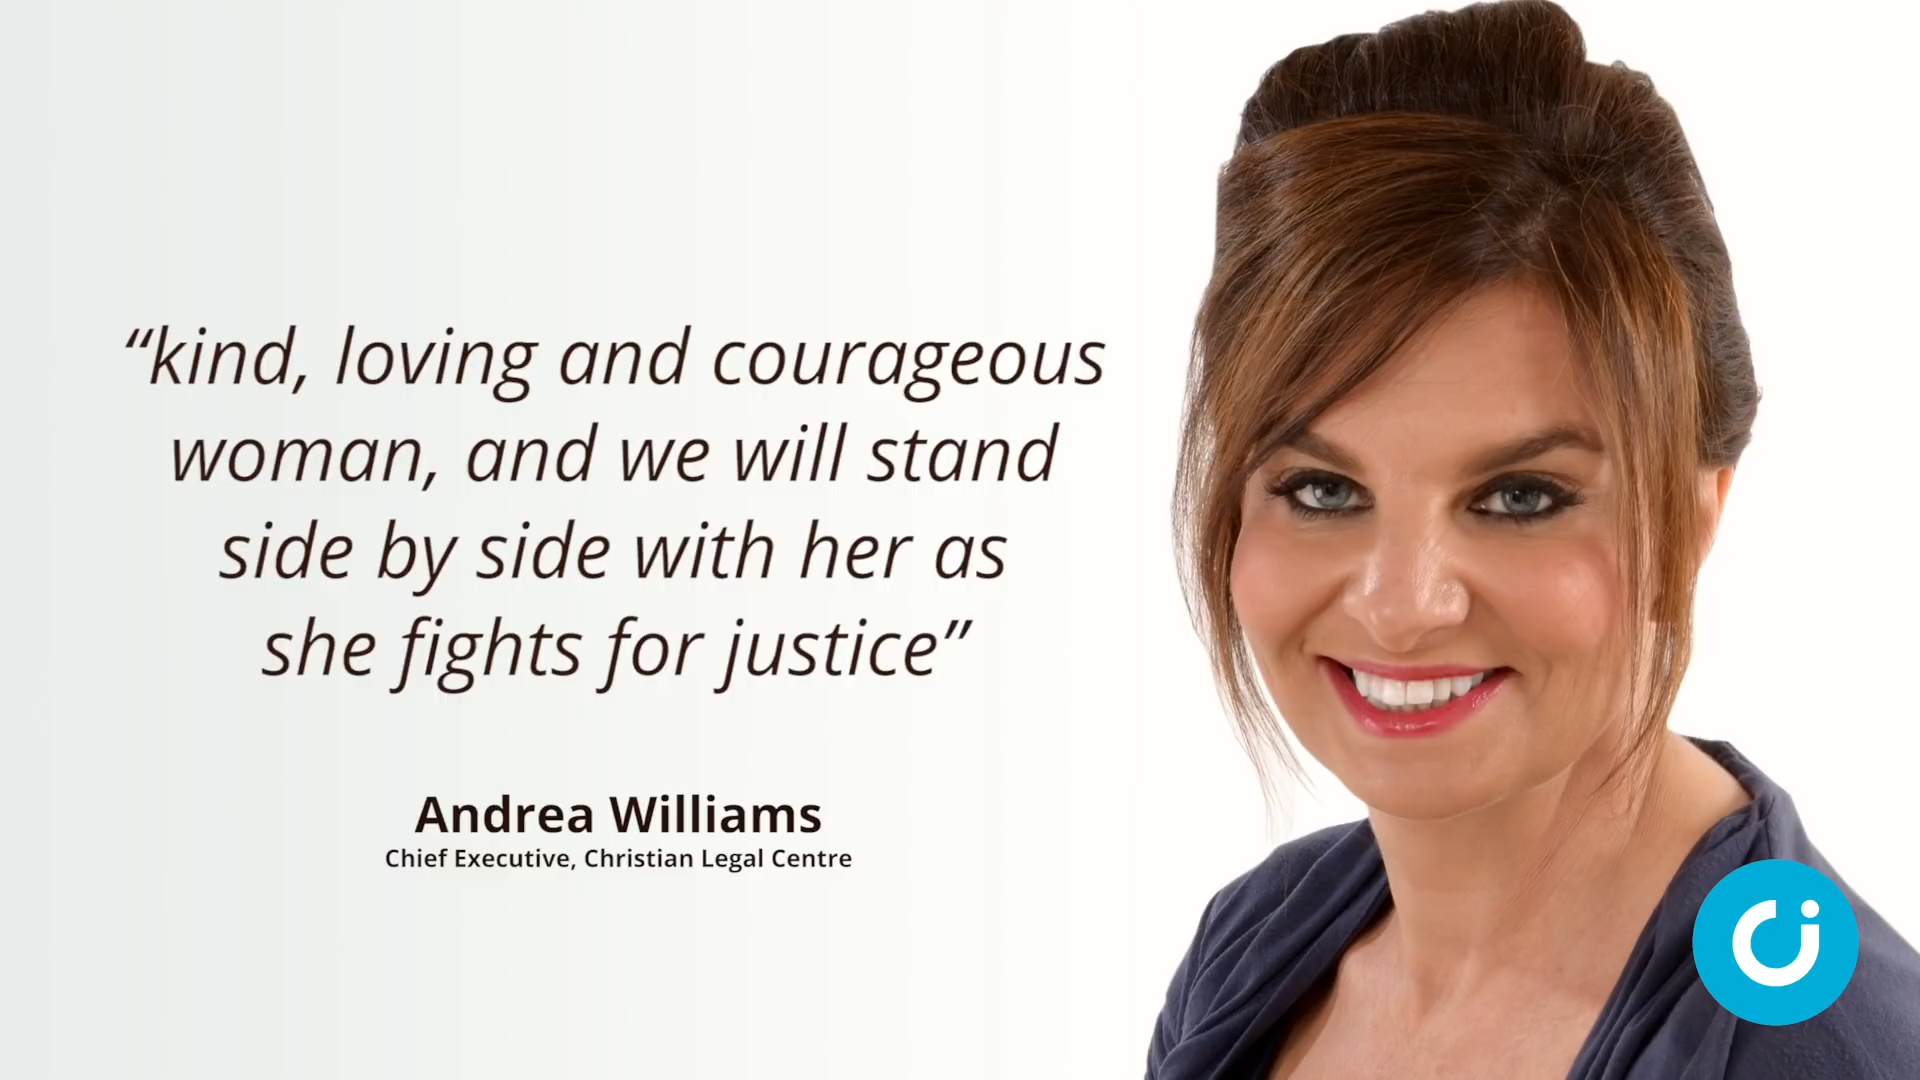 “kind, loving and courageous
woman, and we will stand
side by side with her as
she fights for justice”
Andrea Williams
Chief Executive, Christian Legal Centre